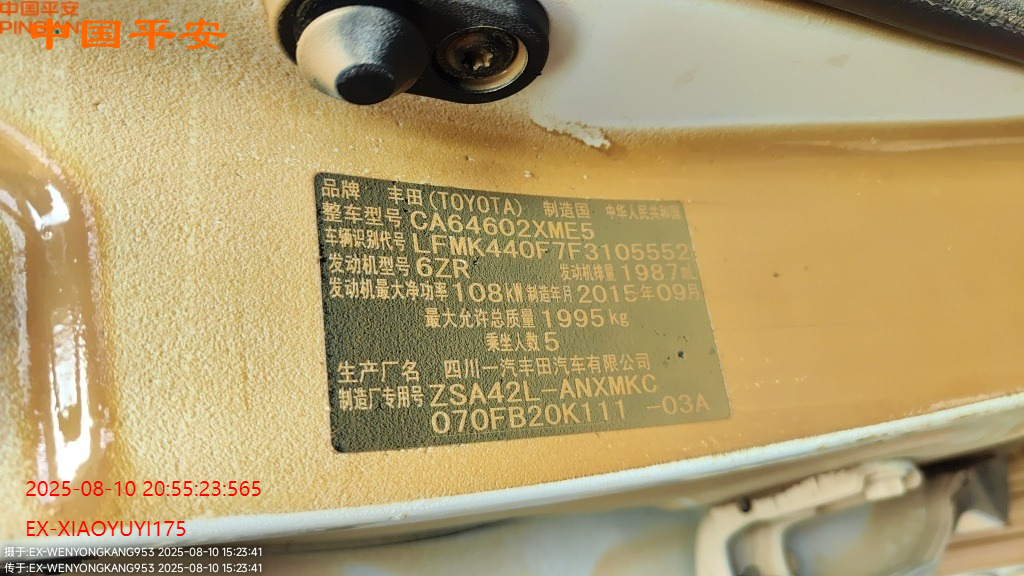 中国平安
PINGAN
中国平安
品牌 丰田(TOYOTA) 制造国 中华人民共和国
整车型号 CA64602XME5
车辆识别代号 LFMK440F7F3105552
发动机型号 6ZR 发动机排量 1987mL
发动机最大净功率 108kW 制造年月 2015年09月
最大允许总质量 1995kg
乘坐人数 5
生产厂名 四川一汽丰田汽车有限公司
制造厂专用号 ZSA42L-ANXMKC
070FB20K111 -03A
2025-08-10 20:55:23:565
EX-XIAOYUYI175
摄于:EX-WENYONGKANG953 2025-08-10 15:23:41
传于:EX-WENYONGKANG953 2025-08-10 15:23:41